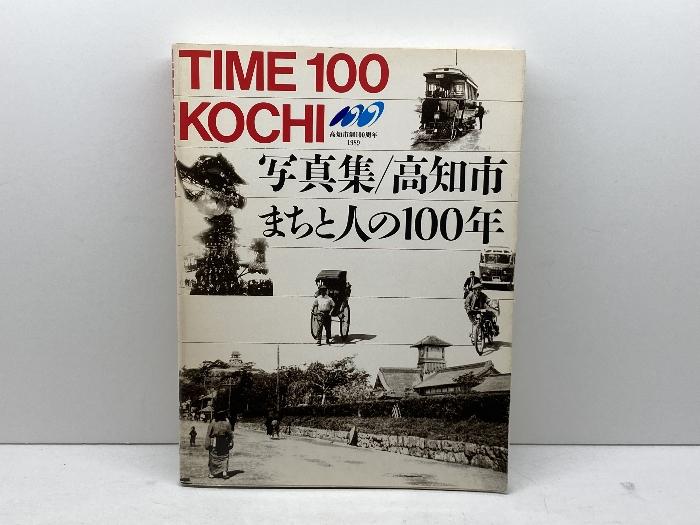 TIME 100
KOCHI
高知市制100周年
1989
写真集/高知市
まちと人の100年